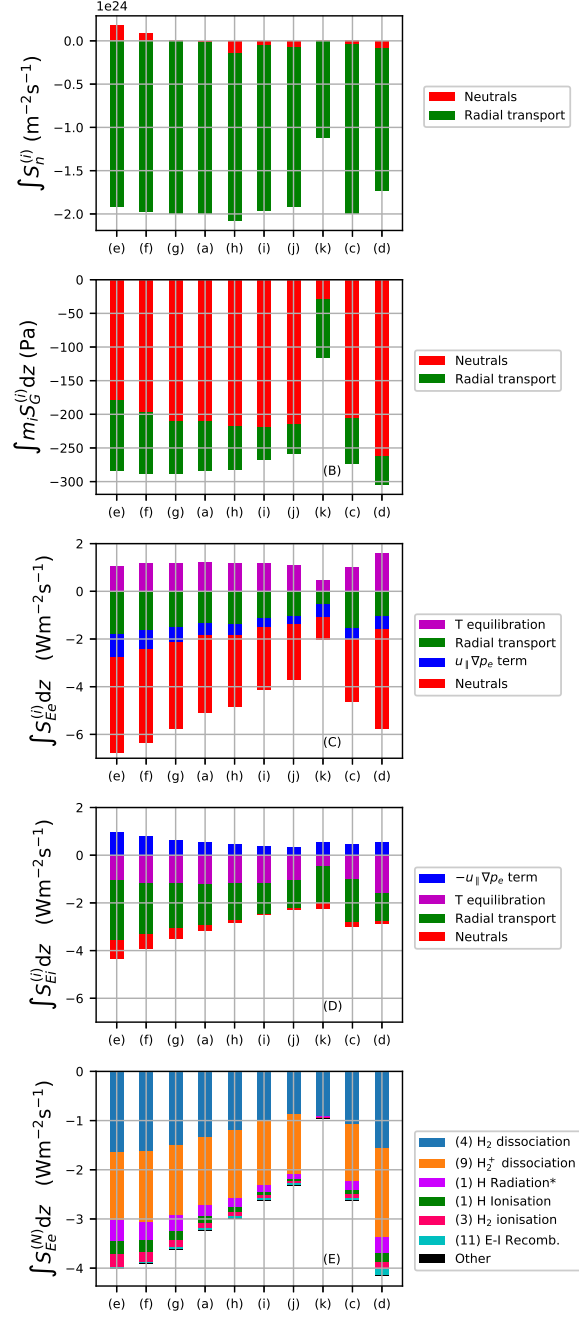 1e24
∫ S_n^(i) (m⁻²s⁻¹)
0.0
−0.5
−1.0
−1.5
−2.0
(e) (f) (g) (a) (h) (i) (j) (k) (c) (d)
Neutrals
Radial transport
∫ m_i S_G^(i) dz (Pa)
0
−50
−100
−150
−200
−250
−300
(B)
(e) (f) (g) (a) (h) (i) (j) (k) (c) (d)
Neutrals
Radial transport
∫ S_Ee^(i) dz (Wm⁻²s⁻¹)
2
0
−2
−4
−6
(C)
(e) (f) (g) (a) (h) (i) (j) (k) (c) (d)
T equilibration
Radial transport
u_∥∇p_e term
Neutrals
∫ S_Ei^(i) dz (Wm⁻²s⁻¹)
2
0
−2
−4
−6
(D)
(e) (f) (g) (a) (h) (i) (j) (k) (c) (d)
−u_∥∇p_e term
T equilibration
Radial transport
Neutrals
∫ S_Ee^(N) dz (Wm⁻²s⁻¹)
0
−1
−2
−3
−4
(E)
(e) (f) (g) (a) (h) (i) (j) (k) (c) (d)
(4) H₂ dissociation
(9) H₂⁺ dissociation
(1) H Radiation*
(1) H Ionisation
(3) H₂ ionisation
(11) E-I Recomb.
Other